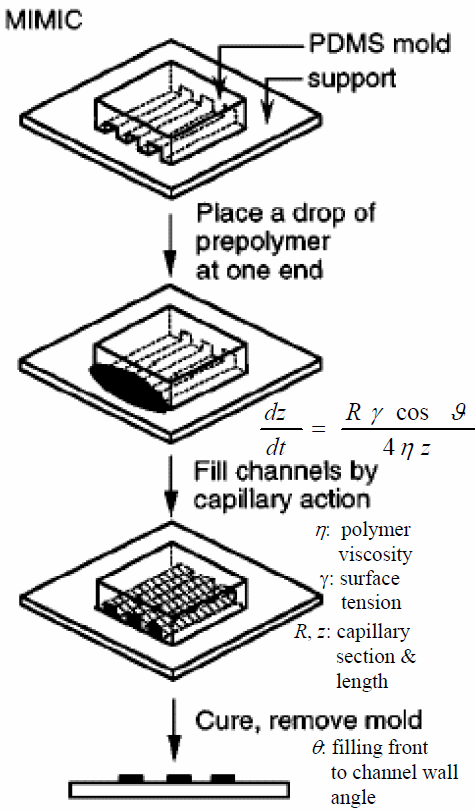 MIMIC
PDMS mold
support
Place a drop of
prepolymer
at one end
dz/dt = R γ cos ϑ / 4 η z
Fill channels by
capillary action
η: polymer
viscosity
γ: surface
tension
R, z: capillary
section &
length
Cure, remove mold
θ: filling front
to channel wall
angle